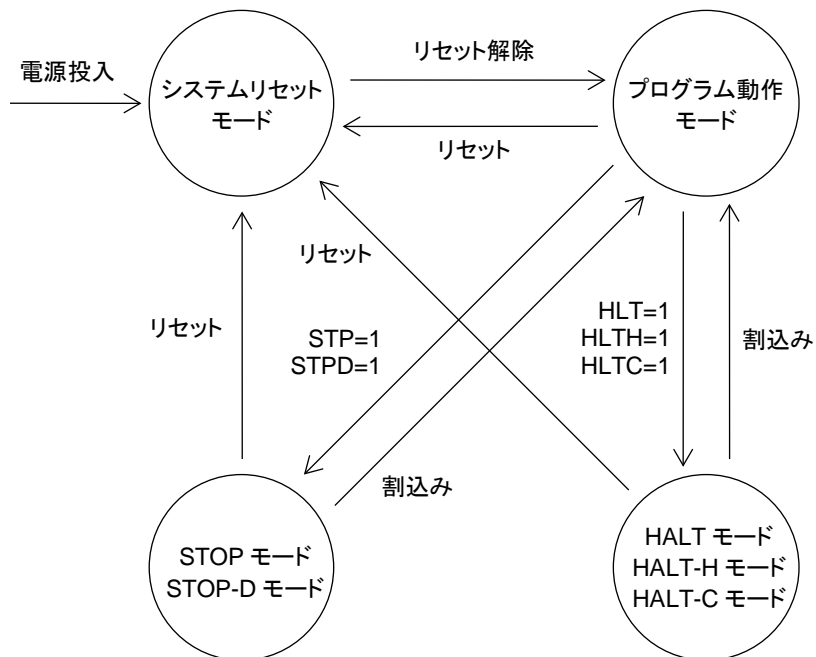 リセット解除
電源投入
システムリセット
モード
プログラム動作
モード
リセット
リセット
リセット
STP=1
STPD=1
HLT=1
HLTH=1
HLTC=1
割込み
割込み
STOP モード
STOP-D モード
HALT モード
HALT-H モード
HALT-C モード